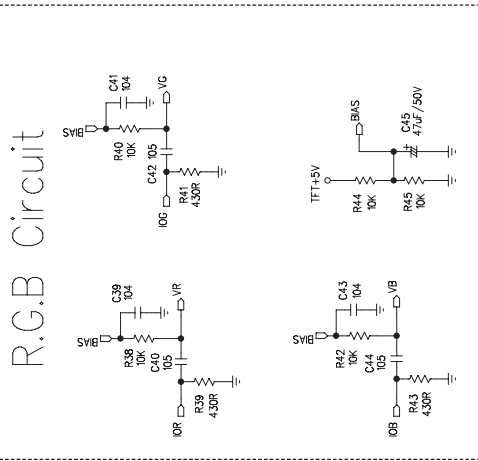 R.G.B Circuit
C41
104
VG
BIAS
R40
10K
C42
105
R41
430R
IOG
BIAS
C45
47uF/50V
TFT+5V
R44
10K
R45
10K
C39
104
VR
BIAS
R38
10K
C40
105
R39
430R
IOR
C43
104
VB
BIAS
R42
10K
C44
105
R43
430R
IOB